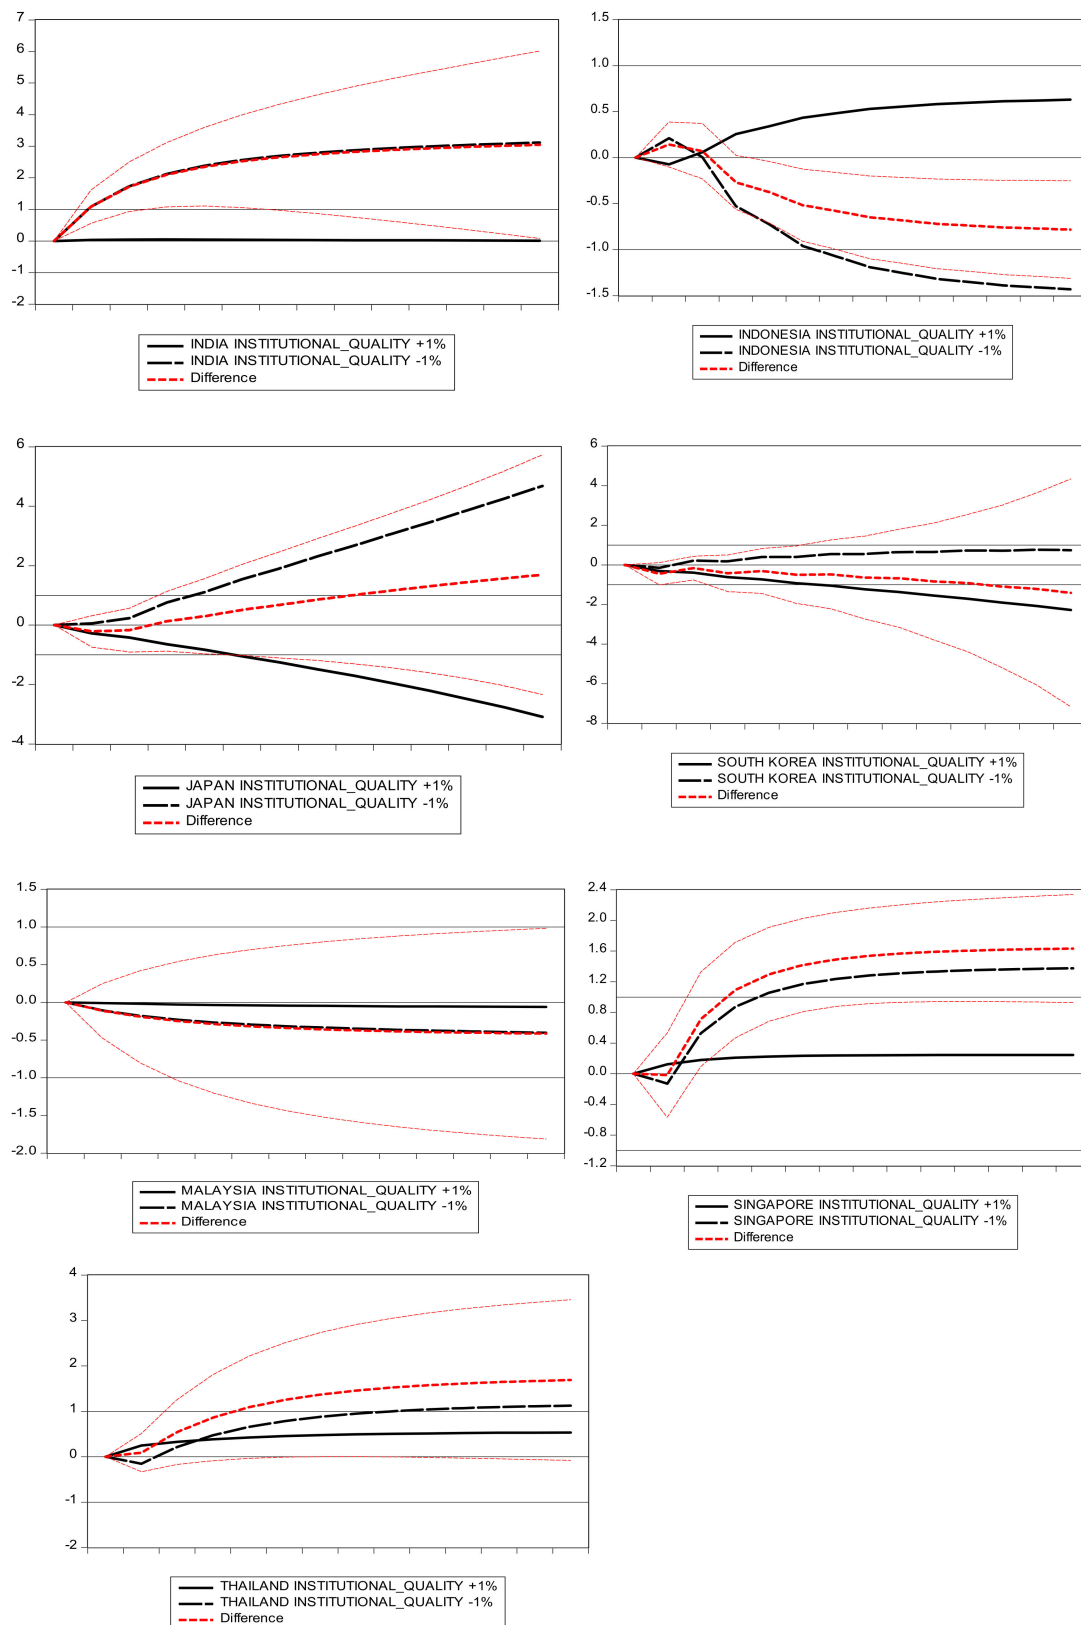 7
6
5
4
3
2
1
0
-1
-2
INDIA INSTITUTIONAL_QUALITY +1%
INDIA INSTITUTIONAL_QUALITY -1%
Difference
1.5
1.0
0.5
0.0
-0.5
-1.0
-1.5
INDONESIA INSTITUTIONAL_QUALITY +1%
INDONESIA INSTITUTIONAL_QUALITY -1%
Difference
6
4
2
0
-2
-4
JAPAN INSTITUTIONAL_QUALITY +1%
JAPAN INSTITUTIONAL_QUALITY -1%
Difference
6
4
2
0
-2
-4
-6
-8
SOUTH KOREA INSTITUTIONAL_QUALITY +1%
SOUTH KOREA INSTITUTIONAL_QUALITY -1%
Difference
1.5
1.0
0.5
0.0
-0.5
-1.0
-1.5
-2.0
MALAYSIA INSTITUTIONAL_QUALITY +1%
MALAYSIA INSTITUTIONAL_QUALITY -1%
Difference
2.4
2.0
1.6
1.2
0.8
0.4
0.0
-0.4
-0.8
-1.2
SINGAPORE INSTITUTIONAL_QUALITY +1%
SINGAPORE INSTITUTIONAL_QUALITY -1%
Difference
4
3
2
1
0
-1
-2
THAILAND INSTITUTIONAL_QUALITY +1%
THAILAND INSTITUTIONAL_QUALITY -1%
Difference